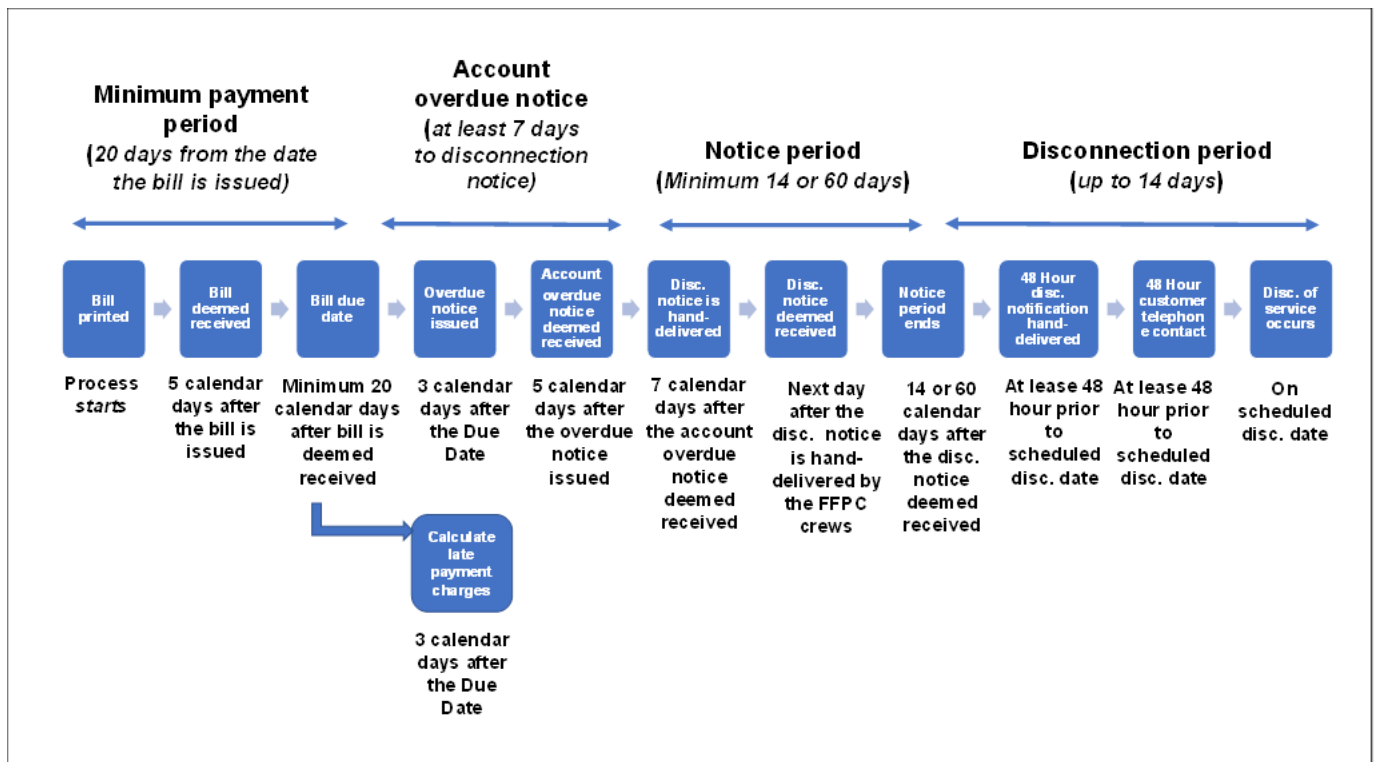 Minimum payment
period
(20 days from the date
the bill is issued)
Account
overdue notice
(at least 7 days
to disconnection
notice)
Notice period
(Minimum 14 or 60 days)
Disconnection period
(up to 14 days)
Bill
printed
Bill
deemed
received
Bill due
date
Overdue
notice
issued
Account
overdue
notice
deemed
received
Disc.
notice is
hand-
delivered
Disc.
notice
deemed
received
Notice
period
ends
48 Hour
disc.
notification
hand-
delivered
48 Hour
customer
telephon
e contact
Disc. of
service
occurs
Process
starts
5 calendar
days after
the bill is
issued
Minimum 20
calendar days
after bill is
deemed
received
3 calendar
days after
the Due
Date
5 calendar
days after
the overdue
notice
issued
7 calendar
days after
the account
overdue
notice
deemed
received
Next day
after the
disc. notice
is hand-
delivered by
the FFPC
crews
14 or 60
calendar
days after
the disc.
notice
deemed
received
At lease 48
hour prior
to
scheduled
disc. date
At lease 48
hour prior
to
scheduled
disc. date
On
scheduled
disc. date
Calculate
late
payment
charges
3 calendar
days after
the Due
Date